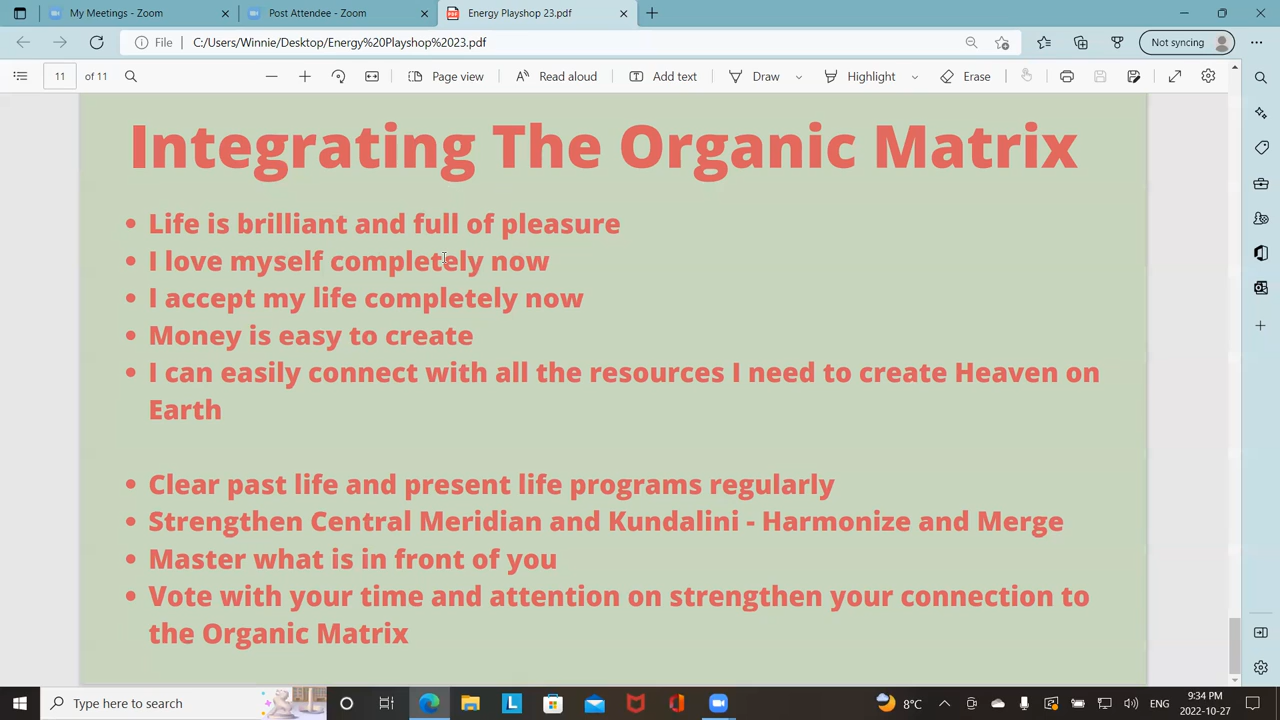 My Meetings - Zoom
Post Attendee - Zoom
Energy Playshop 23.pdf
File
C:/Users/Winnie/Desktop/Energy%20Playshop%2023.pdf
Not syncing
11 of 11
Page view
Read aloud
Add text
Draw
Highlight
Erase
Integrating The Organic Matrix
• Life is brilliant and full of pleasure
• I love myself completely now
• I accept my life completely now
• Money is easy to create
• I can easily connect with all the resources I need to create Heaven on
Earth
• Clear past life and present life programs regularly
• Strengthen Central Meridian and Kundalini - Harmonize and Merge
• Master what is in front of you
• Vote with your time and attention on strengthen your connection to
the Organic Matrix
Type here to search
L
8°C
ENG
9:34 PM
2022-10-27